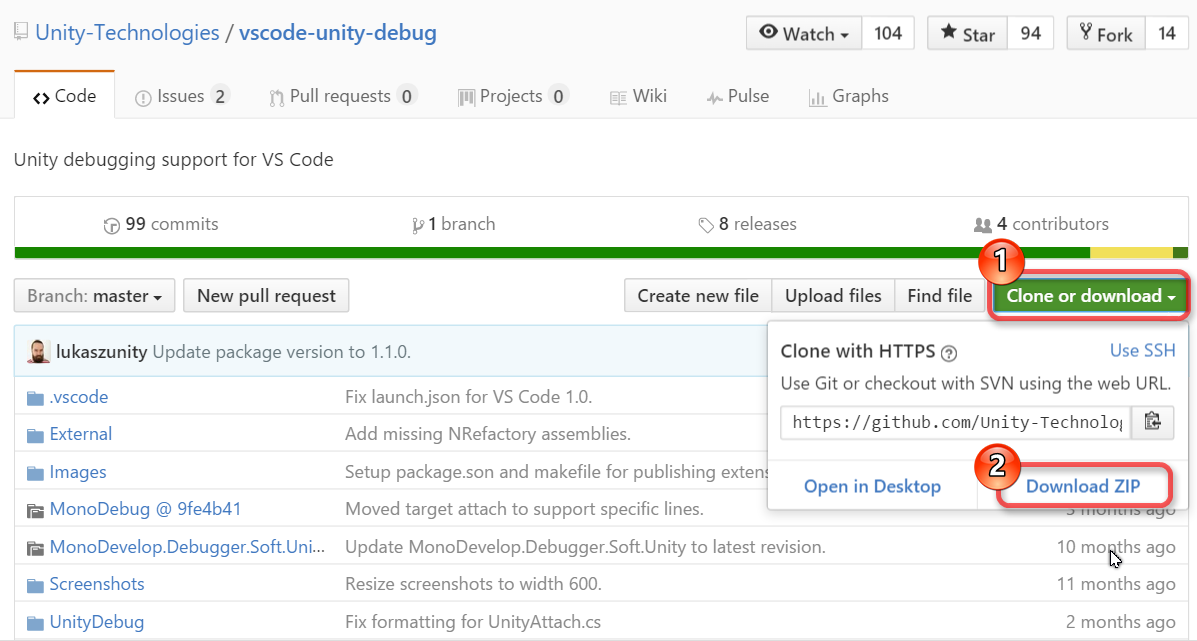 Unity-Technologies / vscode-unity-debug
Watch 104 Star 94 Fork 14
Code Issues 2 Pull requests 0 Projects 0 Wiki Pulse Graphs
Unity debugging support for VS Code
99 commits 1 branch 8 releases 4 contributors
1
Branch: master New pull request Create new file Upload files Find file Clone or download
lukaszunity Update package version to 1.1.0.
Clone with HTTPS ? Use SSH
Use Git or checkout with SVN using the web URL.
https://github.com/Unity-Technolog
2
Open in Desktop Download ZIP
.vscode Fix launch.json for VS Code 1.0.
External Add missing NRefactory assemblies.
Images Setup package.son and makefile for publishing extens
MonoDebug @ 9fe4b41 Moved target attach to support specific lines. months ago
MonoDevelop.Debugger.Soft.Uni... Update MonoDevelop.Debugger.Soft.Unity to latest revision. 10 months ago
Screenshots Resize screenshots to width 600. 11 months ago
UnityDebug Fix formatting for UnityAttach.cs 2 months ago